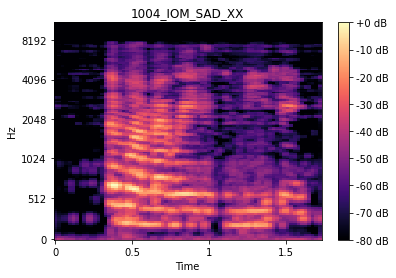 1004_IOM_SAD_XX
+0 dB
8192
-10 dB
4096
-20 dB
-30 dB
2048
Hz
-40 dB
1024
-50 dB
512
-60 dB
-70 dB
0
-80 dB
0 0.5 1 1.5
Time